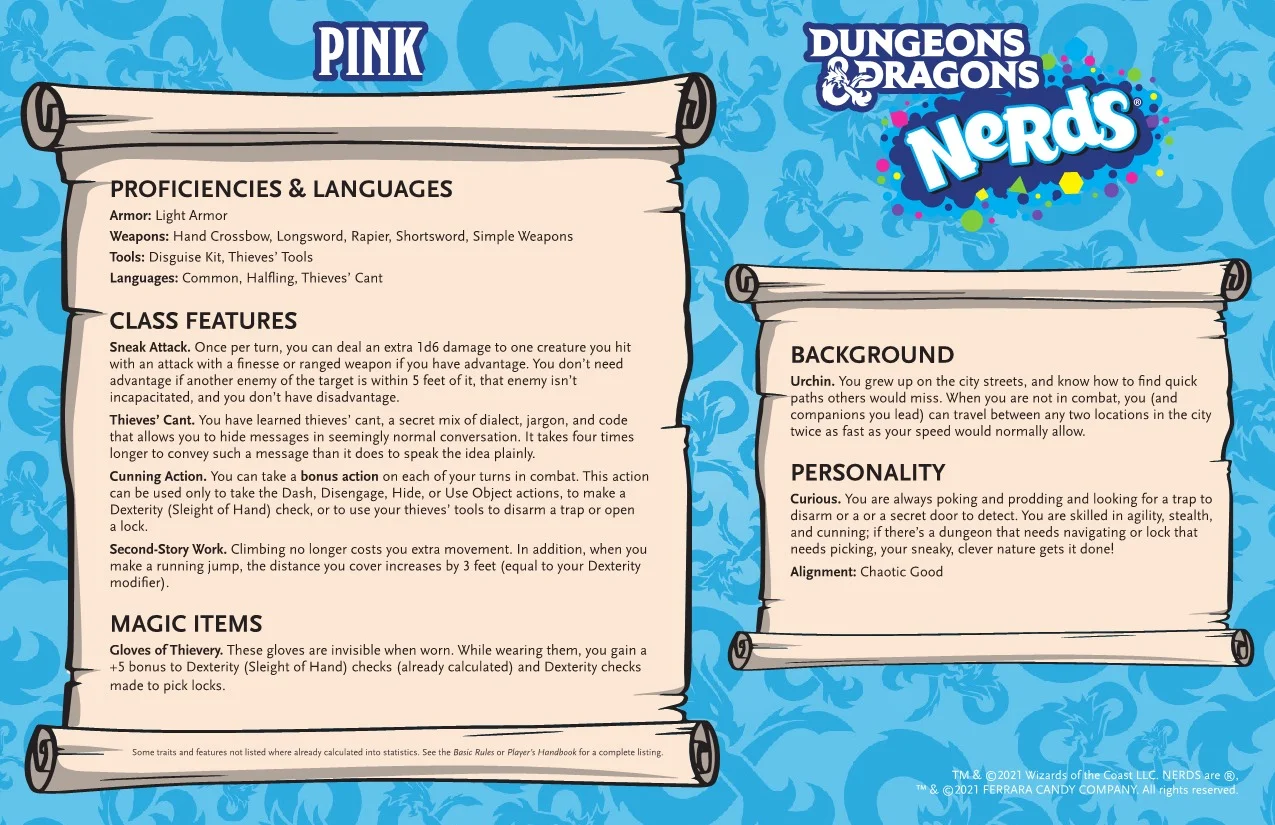 PINK
PROFICIENCIES & LANGUAGES
Armor: Light Armor
Weapons: Hand Crossbow, Longsword, Rapier, Shortsword, Simple Weapons
Tools: Disguise Kit, Thieves’ Tools
Languages: Common, Halfling, Thieves’ Cant
CLASS FEATURES
Sneak Attack. Once per turn, you can deal an extra 1d6 damage to one creature you hit
with an attack with a finesse or ranged weapon if you have advantage. You don’t need
advantage if another enemy of the target is within 5 feet of it, that enemy isn’t
incapacitated, and you don’t have disadvantage.
Thieves’ Cant. You have learned thieves’ cant, a secret mix of dialect, jargon, and code
that allows you to hide messages in seemingly normal conversation. It takes four times
longer to convey such a message than it does to speak the idea plainly.
Cunning Action. You can take a bonus action on each of your turns in combat. This action
can be used only to take the Dash, Disengage, Hide, or Use Object actions, to make a
Dexterity (Sleight of Hand) check, or to use your thieves’ tools to disarm a trap or open
a lock.
Second-Story Work. Climbing no longer costs you extra movement. In addition, when you
make a running jump, the distance you cover increases by 3 feet (equal to your Dexterity
modifier).
MAGIC ITEMS
Gloves of Thievery. These gloves are invisible when worn. While wearing them, you gain a
+5 bonus to Dexterity (Sleight of Hand) checks (already calculated) and Dexterity checks
made to pick locks.
Some traits and features not listed where already calculated into statistics. See the Basic Rules or Player’s Handbook for a complete listing.
DUNGEONS
& DRAGONS
NeRdS®
BACKGROUND
Urchin. You grew up on the city streets, and know how to find quick
paths others would miss. When you are not in combat, you (and
companions you lead) can travel between any two locations in the city
twice as fast as your speed would normally allow.
PERSONALITY
Curious. You are always poking and prodding and looking for a trap to
disarm or a or a secret door to detect. You are skilled in agility, stealth,
and cunning; if there’s a dungeon that needs navigating or lock that
needs picking, your sneaky, clever nature gets it done!
Alignment: Chaotic Good
TM & ©2021 Wizards of the Coast LLC. NERDS are ®,
™ & ©2021 FERRARA CANDY COMPANY. All rights reserved.